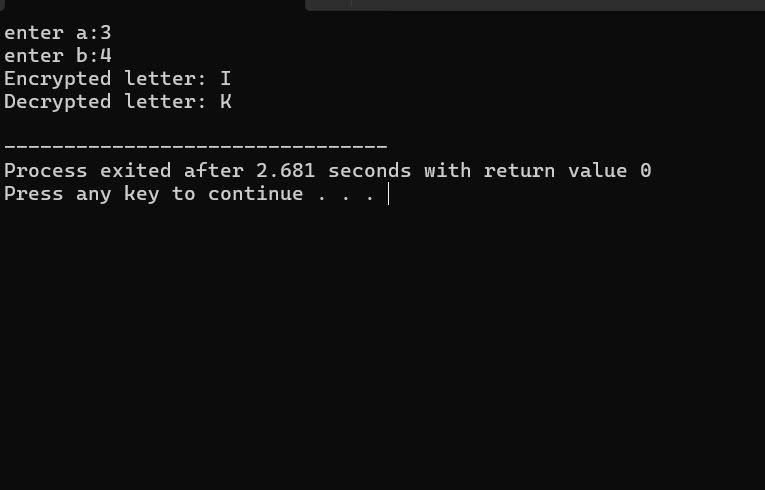 enter a:3
enter b:4
Encrypted letter: I
Decrypted letter: K
--------------------------------
Process exited after 2.681 seconds with return value 0
Press any key to continue . . .